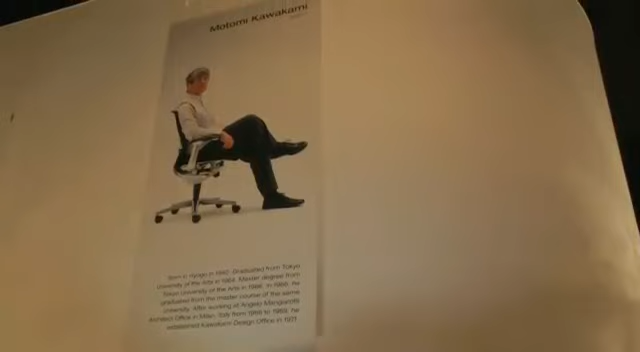 Motomi Kawakami
Born in Hyogo in 1940. Graduated from Tokyo
University of the Arts in 1964. Master degree from
Tokyo University of the Arts in 1966. In 1966, he
graduated from the master course of the same
university. After working at Angelo Mangiarotti
Architect Office in Milan, Italy from 1966 to 1969, he
established Kawakami Design Office in 1971.